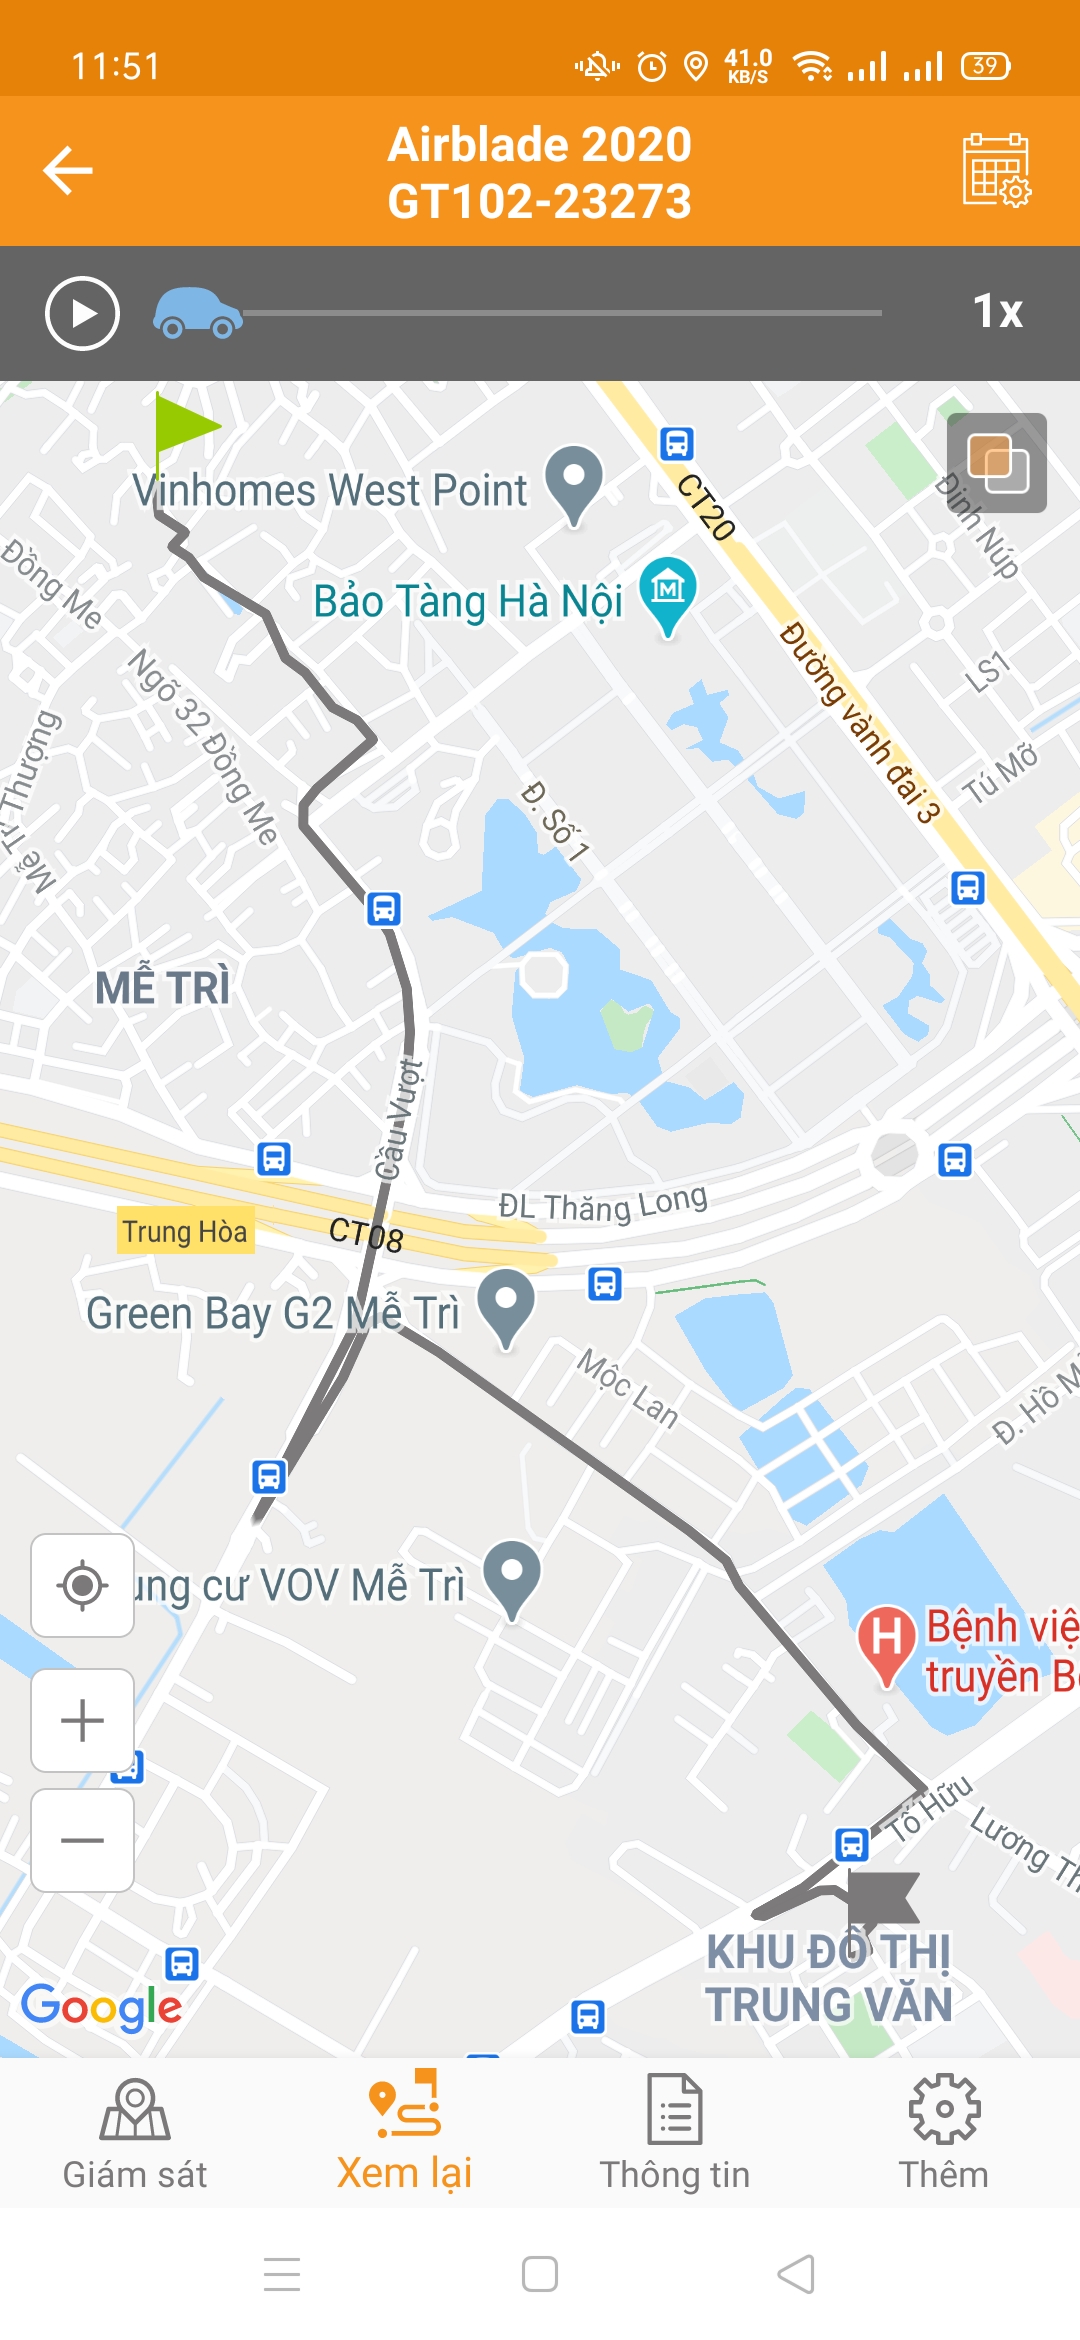 11:51
41.0
KB/S
39
Airblade 2020
GT102-23273
1x
Vinhomes West Point
CT20
Đinh Núp
Đồng Me
Bảo Tàng Hà Nội
M
Đường vành đai 3
LS1
Ngõ 32 Đồng Me
Tú Mỡ
Mễ Trì Thượng
Đ. Số 1
MỄ TRÌ
Cầu Vượt
ĐL Thăng Long
Trung Hòa
CT08
Green Bay G2 Mễ Trì
Mộc Lan
ung cư VOV Mễ Trì
H
Bệnh việ
truyền B
Tố Hữu
Lương Th
KHU ĐÔ THỊ
TRUNG VĂN
Google
Giám sát
Xem lại
Thông tin
Thêm